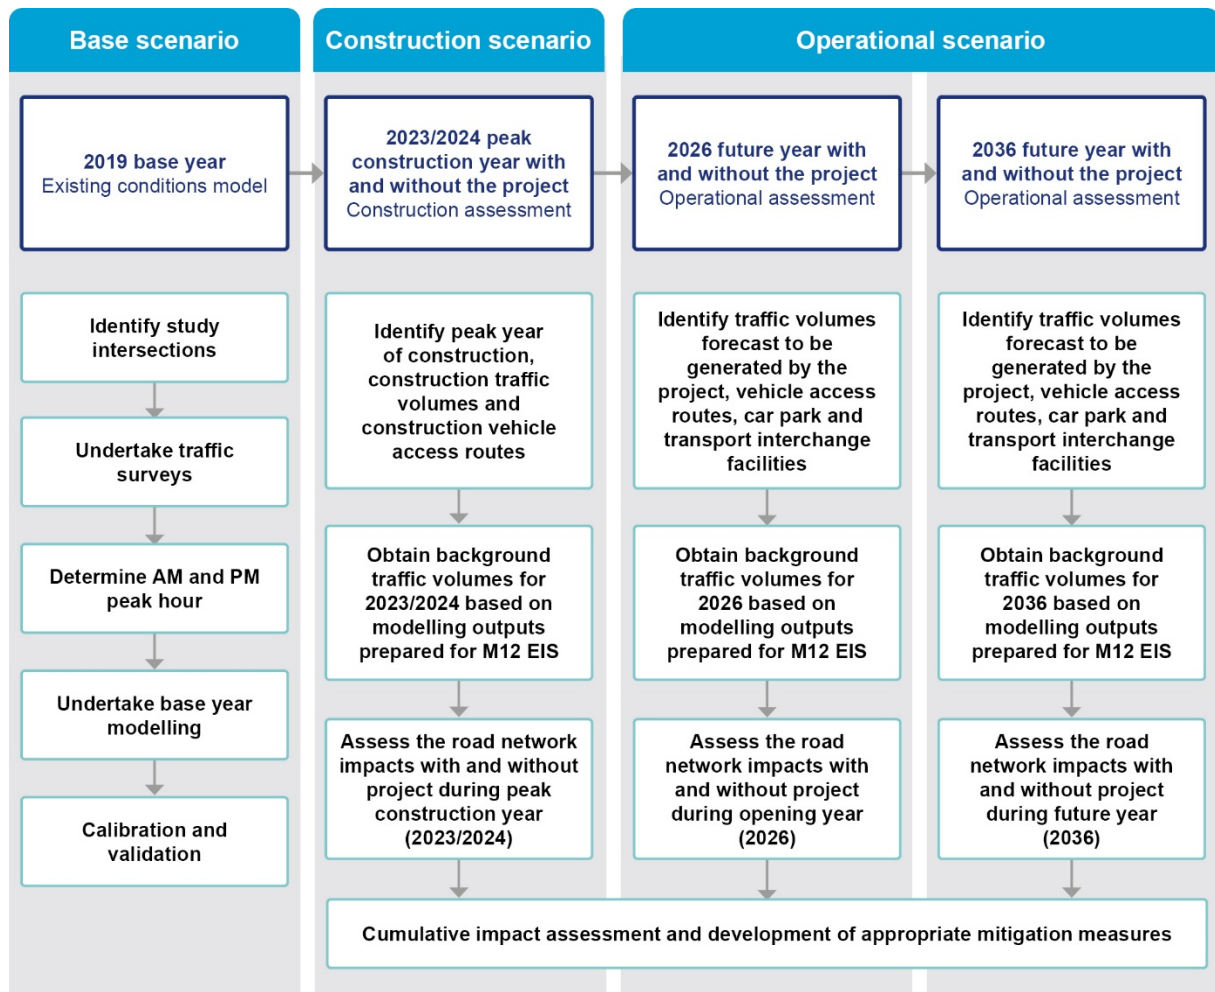 Base scenario
Construction scenario
Operational scenario
2019 base year
Existing conditions model
2023/2024 peak
construction year with
and without the project
Construction assessment
2026 future year with
and without the project
Operational assessment
2036 future year with
and without the project
Operational assessment
Identify study
intersections
Undertake traffic
surveys
Determine AM and PM
peak hour
Undertake base year
modelling
Calibration and
validation
Identify peak year
of construction,
construction traffic
volumes and
construction vehicle
access routes
Obtain background
traffic volumes for
2023/2024 based on
modelling outputs
prepared for M12 EIS
Assess the road network
impacts with and without
project during peak
construction year
(2023/2024)
Identify traffic volumes
forecast to be
generated by the
project, vehicle access
routes, car park and
transport interchange
facilities
Obtain background
traffic volumes for
2026 based on
modelling outputs
prepared for M12 EIS
Assess the road
network impacts with
and without project
during opening year
(2026)
Identify traffic volumes
forecast to be
generated by the
project, vehicle access
routes, car park and
transport interchange
facilities
Obtain background
traffic volumes for
2036 based on
modelling outputs
prepared for M12 EIS
Assess the road
network impacts with
and without project
during future year
(2036)
Cumulative impact assessment and development of appropriate mitigation measures